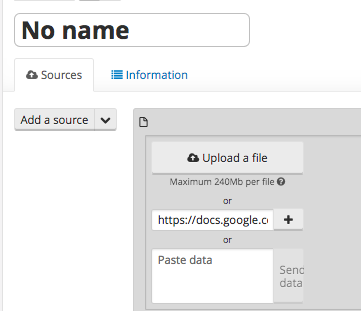 No name
Sources
Information
Add a source
Upload a file
Maximum 240Mb per file
or
https://docs.google.c
or
Paste data
Send
data